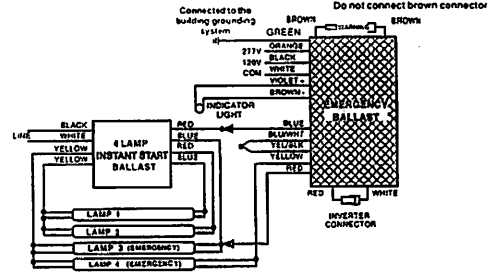 Do not connect brown connector
Connected to the
building grounding
system
BROWN
WARNING
BROWN
GREEN
ORANGE
277V
BLACK
120V
WHITE
COM
VIOLET+
BROWN+
INDICATOR
LIGHT
EMERGENCY
BALLAST
BLUE
BLU/WHT
YEL/BLK
YELLOW
RED
BLACK
LINE
WHITE
YELLOW
YELLOW
4 LAMP
INSTANT START
BALLAST
RED
BLUE
RED
BLUE
RED
WHITE
INVERTER
CONNECTOR
LAMP 1
LAMP 2
LAMP 3 (EMERGENCY)
LAMP 4 (EMERGENCY)